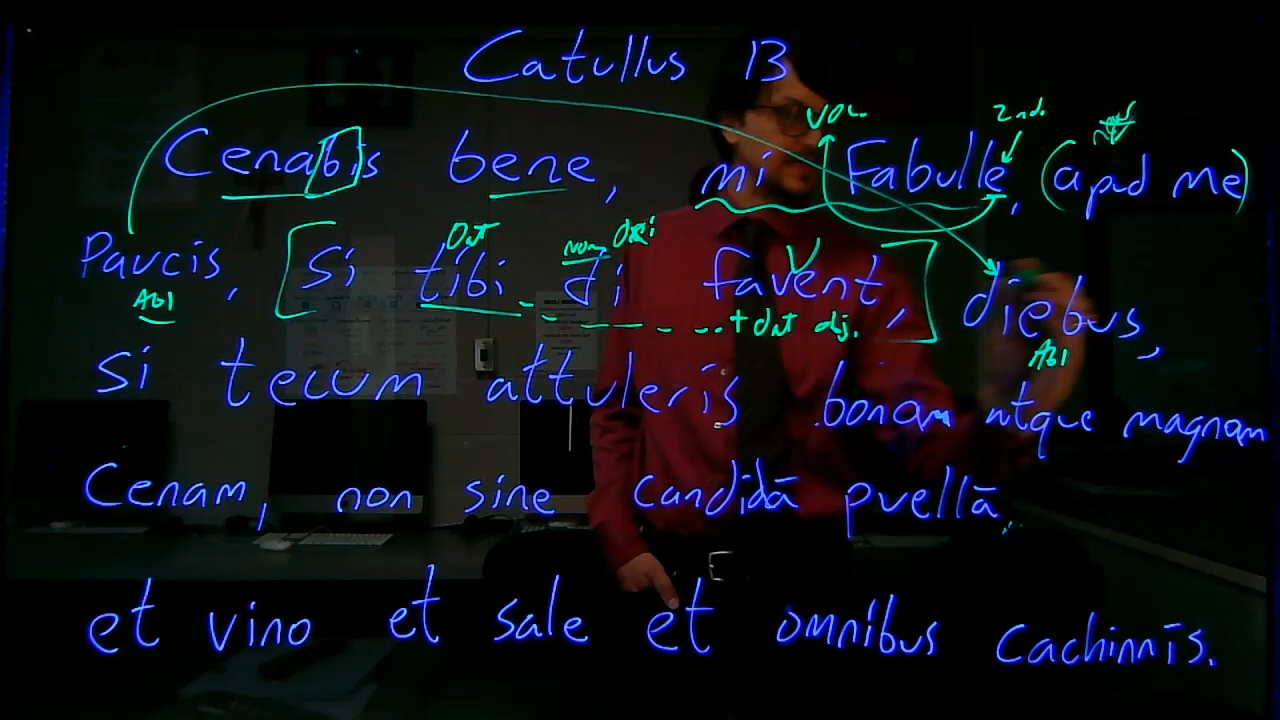 Catullus 13
voc. 2nd.
Cenabis bene, mi Fabulle, (apud me)
Dat nom V
Paucis, [si tibi di favent,] diebus,
Abl + dat obj. Abl
si tecum attuleris bonam atque magnam
Cenam, non sine candidā puellā
et vino et sale et omnibus cachinnis.